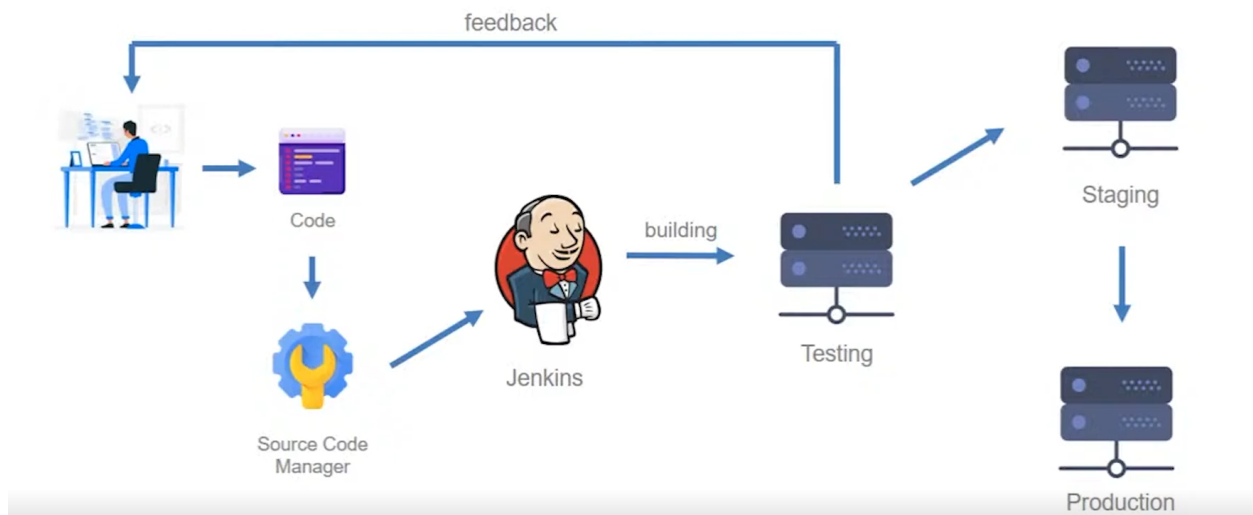 feedback
Code
Source Code
Manager
Jenkins
building
Testing
Staging
Production